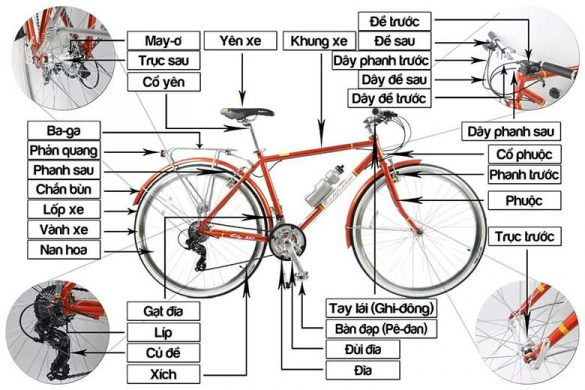 May-ơ
Trục sau
Cổ yên
Yên xe
Khung xe
Đề trước
Đề sau
Dây phanh trước
Dây đề sau
Dây đề trước
Ba-ga
Phản quang
Phanh sau
Chắn bùn
Lốp xe
Vành xe
Nan hoa
Dây phanh sau
Cổ phuộc
Phanh trước
Phuộc
Trục trước
Gạt đĩa
Líp
Củ đề
Xích
Tay lái (Ghi-đông)
Bàn đạp (Pê-đan)
Đùi đĩa
Đĩa